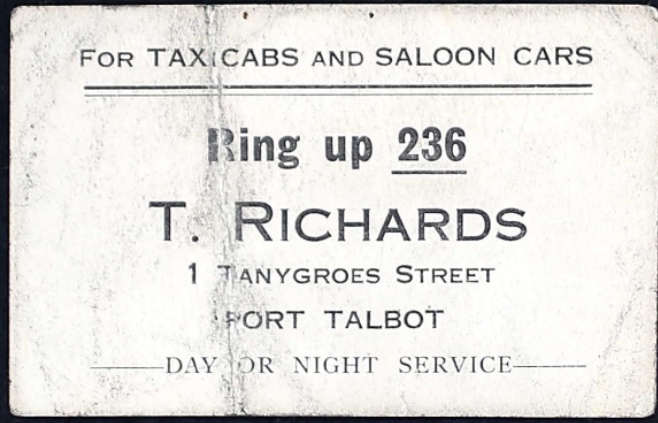 FOR TAXICABS AND SALOON CARS
Ring up 236
T. RICHARDS
1 TANYGROES STREET
PORT TALBOT
DAY OR NIGHT SERVICE